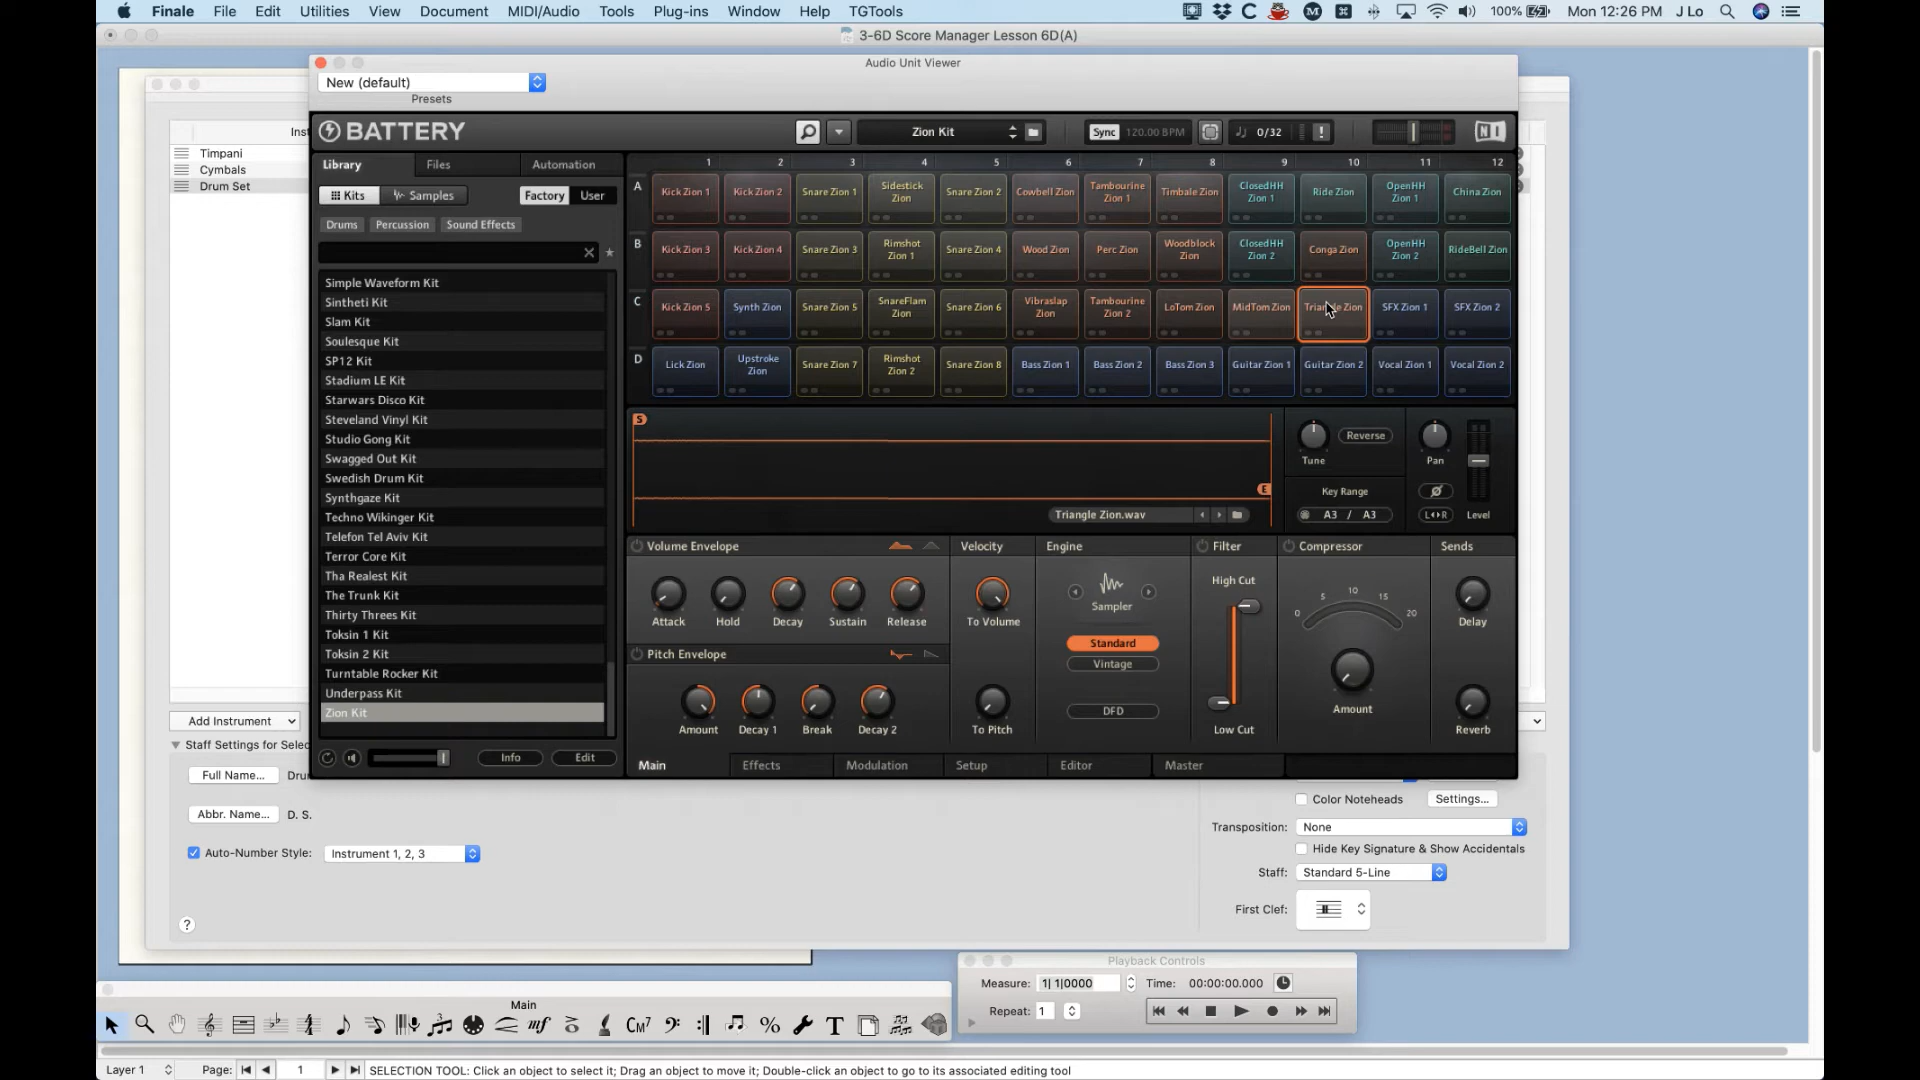 Finale File Edit Utilities View Document MIDI/Audio Tools Plug-ins Window Help TGTools 100% Mon 12:26 PM J Lo
3-6D Score Manager Lesson 6D(A)
Audio Unit Viewer
New (default)
Presets
BATTERY Zion Kit Sync 120.00 BPM 0/32 !
Library Files Automation
Kits Samples Factory User
Drums Percussion Sound Effects
Simple Waveform Kit
Sintheti Kit
Slam Kit
Soulesque Kit
SP12 Kit
Stadium LE Kit
Starwars Disco Kit
Steveland Vinyl Kit
Studio Gong Kit
Swagged Out Kit
Swedish Drum Kit
Synthgaze Kit
Techno Wikinger Kit
Telefon Tel Aviv Kit
Terror Core Kit
Tha Realest Kit
The Trunk Kit
Thirty Threes Kit
Toksin 1 Kit
Toksin 2 Kit
Turntable Rocker Kit
Underpass Kit
Zion Kit
Info Edit
1 2 3 4 5 6 7 8 9 10 11 12
A Kick Zion 1 Kick Zion 2 Snare Zion 1 Sidestick Zion Snare Zion 2 Cowbell Zion Tambourine Zion 1 Timbale Zion ClosedHH Zion 1 Ride Zion OpenHH Zion 1 China Zion
B Kick Zion 3 Kick Zion 4 Snare Zion 3 Rimshot Zion 1 Snare Zion 4 Wood Zion Perc Zion Woodblock Zion ClosedHH Zion 2 Conga Zion OpenHH Zion 2 RideBell Zion
C Kick Zion 5 Synth Zion Snare Zion 5 SnareFlam Zion Snare Zion 6 Vibraslap Zion Tambourine Zion 2 LoTom Zion MidTom Zion Triangle Zion SFX Zion 1 SFX Zion 2
D Lick Zion Upstroke Zion Snare Zion 7 Rimshot Zion 2 Snare Zion 8 Bass Zion 1 Bass Zion 2 Bass Zion 3 Guitar Zion 1 Guitar Zion 2 Vocal Zion 1 Vocal Zion 2
S
E
Triangle Zion.wav
Tune Reverse Pan
Key Range
A3 / A3 L R Level
Volume Envelope Velocity Engine Filter Compressor Sends
Attack Hold Decay Sustain Release To Volume
Sampler
Standard
Vintage
DFD
High Cut
Low Cut
0 5 10 15 20
Amount
Delay
Reverb
Pitch Envelope
Amount Decay 1 Break Decay 2 To Pitch
Main Effects Modulation Setup Editor Master
Inst
Timpani
Cymbals
Drum Set
Add Instrument
Staff Settings for Selec
Full Name... Dru
Abbr. Name... D. S.
Auto-Number Style: Instrument 1, 2, 3
?
Color Noteheads Settings...
Transposition: None
Hide Key Signature & Show Accidentals
Staff: Standard 5-Line
First Clef:
Playback Controls
Measure: 1| 1|0000 Time: 00:00:00.000
Repeat: 1
Main
CM7 mf % T
Layer 1 Page: 1 SELECTION TOOL: Click an object to select it; Drag an object to move it; Double-click an object to go to its associated editing tool